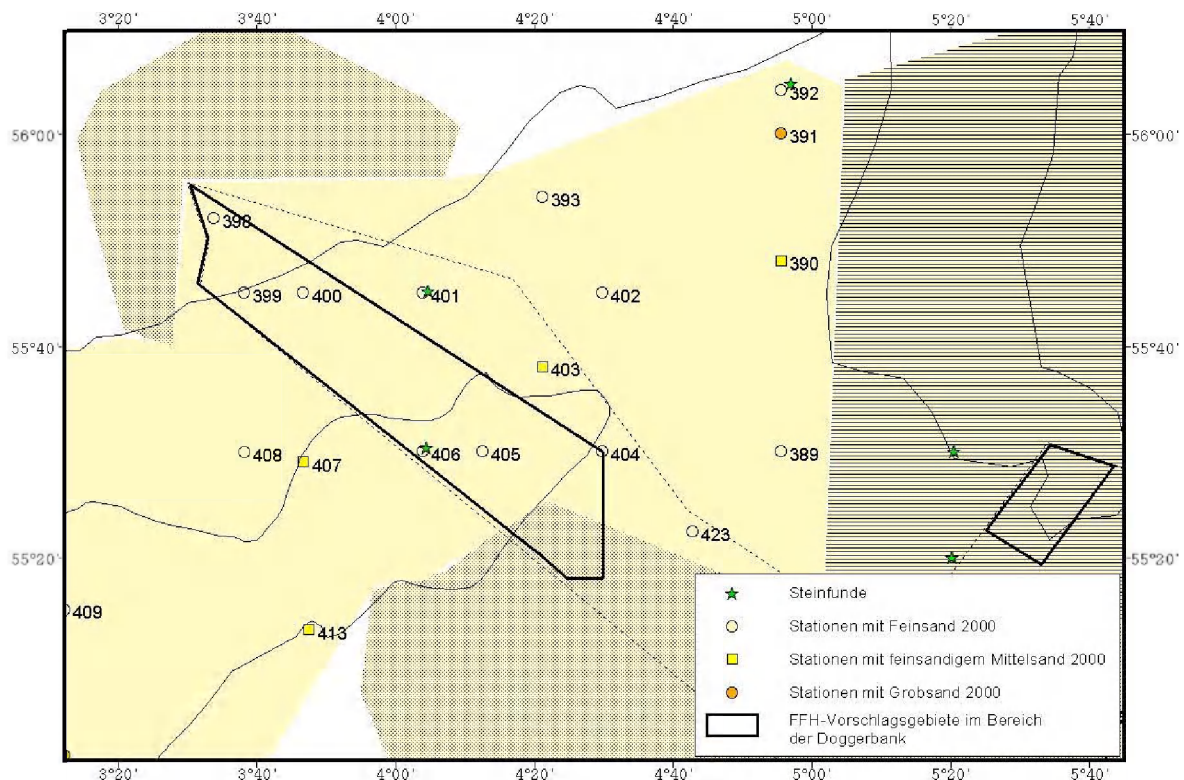 3°20' 3°40' 4°00' 4°20' 4°40' 5°00' 5°20' 5°40'
392
56°00' 391 56°00'
393
398
390
399 400 401 402
55°40' 55°40'
403
408 407 406 405 404 389
423
55°20' 55°20'
409
413
Steinfunde
Stationen mit Feinsand 2000
Stationen mit feinsandigem Mittelsand 2000
Stationen mit Grobsand 2000
FFH-Vorschlagsgebiete im Bereich
der Doggerbank
3°20' 3°40' 4°00' 4°20' 4°40' 5°00' 5°20' 5°40'